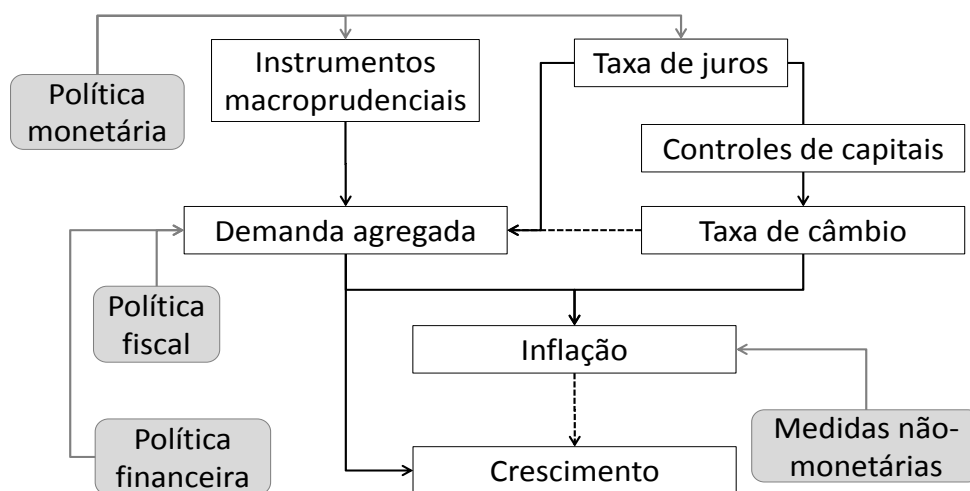 Instrumentos
macroprudenciais
Taxa de juros
Política
monetária
Controles de capitais
Demanda agregada
Taxa de câmbio
Política
fiscal
Inflação
Política
financeira
Crescimento
Medidas não-
monetárias